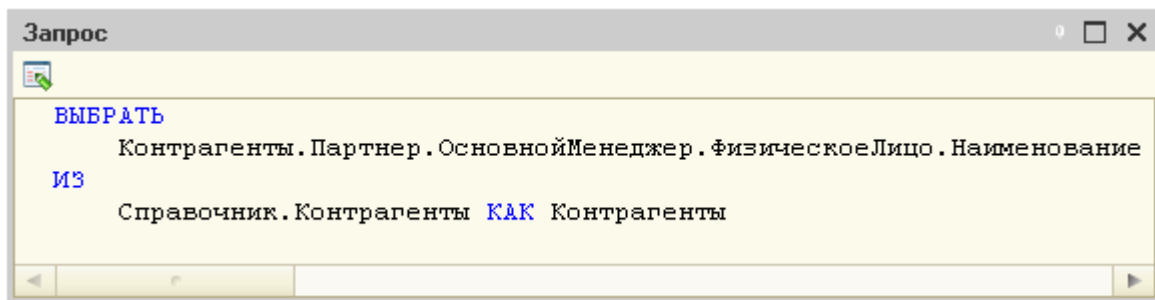 Запрос
ВЫБРАТЬ
Контрагенты.Партнер.ОсновнойМенеджер.ФизическоеЛицо.Наименование
ИЗ
Справочник.Контрагенты КАК Контрагенты